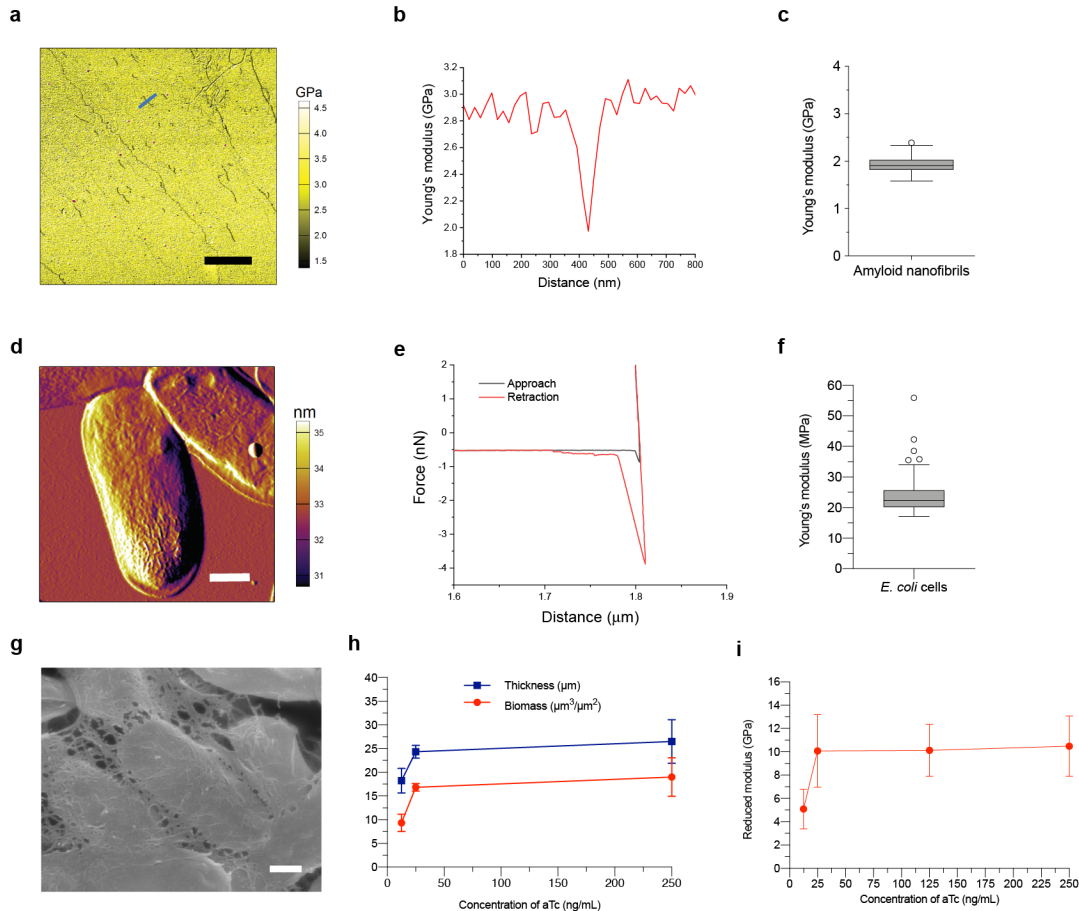 a
GPa
4.5
4.0
3.5
3.0
2.5
2.0
1.5
b
Young's modulus (GPa)
3.2
3.0
2.8
2.6
2.4
2.2
2.0
1.8
0 100 200 300 400 500 600 700 800
Distance (nm)
c
Young's modulus (GPa)
4
3
2
1
0
Amyloid nanofibrils
d
nm
35
34
33
32
31
e
Force (nN)
2
1
0
-1
-2
-3
-4
Approach
Retraction
1.6 1.7 1.8 1.9
Distance (μm)
f
Young's modulus (MPa)
60
50
40
30
20
10
0
E. coli cells
g
h
40
35
30
25
20
15
10
5
0
Thickness (μm)
Biomass (μm³/μm²)
0 25 50 75 100 125 150 175 200 225 250
Concentration of aTc (ng/mL)
i
Reduced modulus (GPa)
16
14
12
10
8
6
4
2
0
0 25 50 75 100 125 150 175 200 225 250
Concentration of aTc (ng/mL)